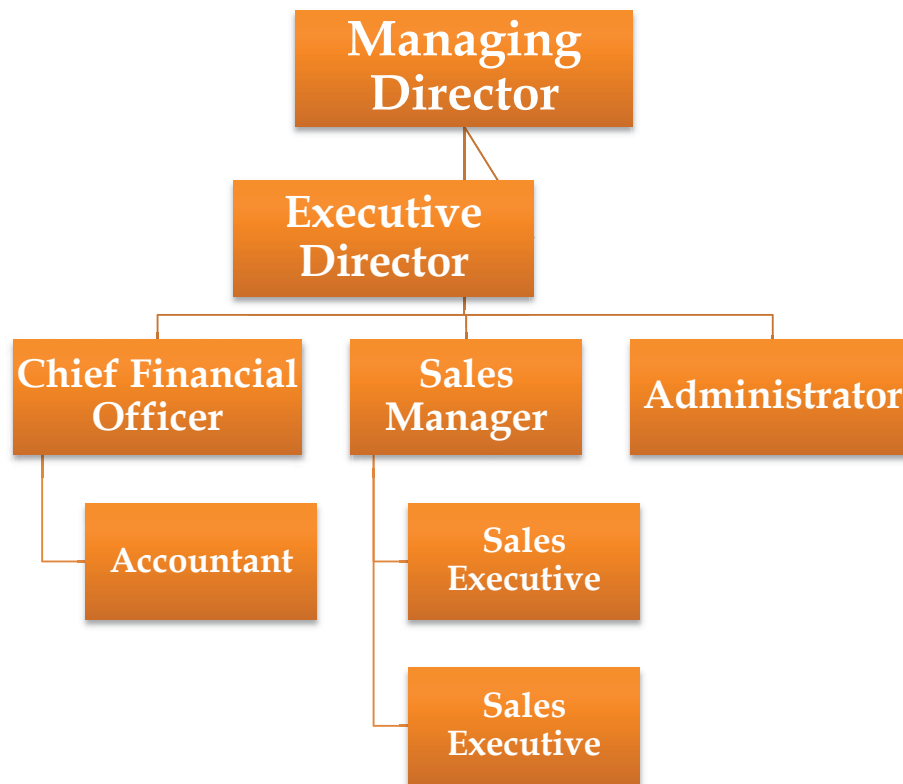 Managing
Director
Executive
Director
Chief Financial
Officer
Sales
Manager
Administrator
Accountant
Sales
Executive
Sales
Executive